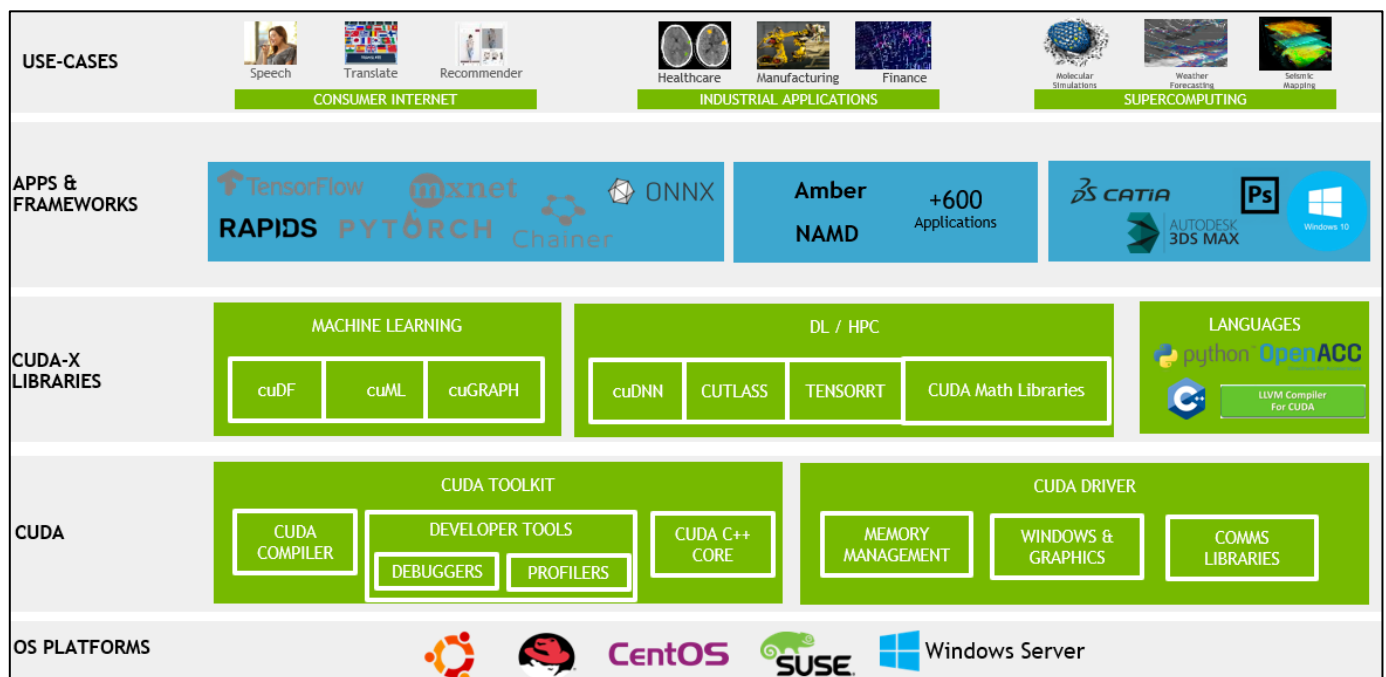 USE-CASES
Speech
Translate
Recommender
CONSUMER INTERNET
Healthcare
Manufacturing
Finance
INDUSTRIAL APPLICATIONS
Molecular
Simulations
Weather
Forecasting
Seismic
Mapping
SUPERCOMPUTING
APPS &
FRAMEWORKS
TensorFlow
mxnet
ONNX
RAPIDS
PYTORCH
Chainer
Amber
NAMD
+600
Applications
CATIA
Ps
AUTODESK
3DS MAX
Windows 10
CUDA-X
LIBRARIES
MACHINE LEARNING
cuDF
cuML
cuGRAPH
DL / HPC
cuDNN
CUTLASS
TENSORRT
CUDA Math Libraries
LANGUAGES
python
OpenACC
C++
LLVM Compiler
For CUDA
CUDA
CUDA TOOLKIT
CUDA
COMPILER
DEVELOPER TOOLS
DEBUGGERS
PROFILERS
CUDA C++
CORE
CUDA DRIVER
MEMORY
MANAGEMENT
WINDOWS &
GRAPHICS
COMMS
LIBRARIES
OS PLATFORMS
CentOS
SUSE
Windows Server